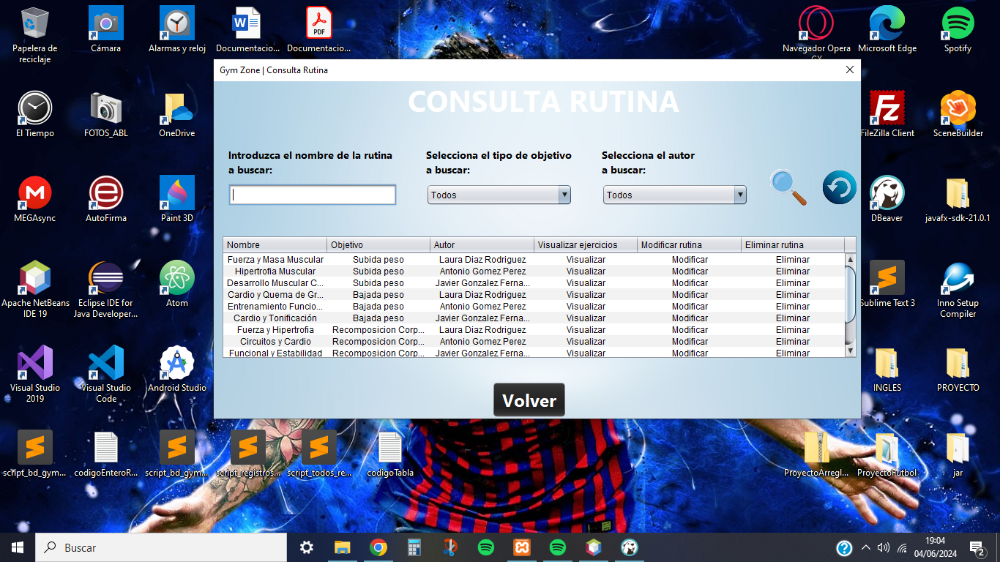 Papelera de
reciclaje
Cámara
Alarmas y reloj
Documentacio...
Documentacio...
Navegador Opera
GX
Microsoft Edge
Spotify
Gym Zone | Consulta Rutina
CONSULTA RUTINA
El Tiempo
FOTOS_ABL
OneDrive
FileZilla Client
SceneBuilder
Introduzca el nombre de la rutina
a buscar:
Selecciona el tipo de objetivo
a buscar:
Selecciona el autor
a buscar:
Todos
Todos
MEGAsync
AutoFirma
Paint 3D
DBeaver
javafx-sdk-21.0.1
Nombre Objetivo Autor Visualizar ejercicios Modificar rutina Eliminar rutina
Fuerza y Masa Muscular Subida peso Laura Diaz Rodriguez Visualizar Modificar Eliminar
Hipertrofia Muscular Subida peso Antonio Gomez Perez Visualizar Modificar Eliminar
Desarrollo Muscular C... Subida peso Javier Gonzalez Ferna... Visualizar Modificar Eliminar
Cardio y Quema de Gr... Bajada peso Laura Diaz Rodriguez Visualizar Modificar Eliminar
Entrenamiento Funcio... Bajada peso Antonio Gomez Perez Visualizar Modificar Eliminar
Cardio y Tonificación Bajada peso Javier Gonzalez Ferna... Visualizar Modificar Eliminar
Fuerza y Hipertrofia Recomposicion Corp... Laura Diaz Rodriguez Visualizar Modificar Eliminar
Circuitos y Cardio Recomposicion Corp... Antonio Gomez Perez Visualizar Modificar Eliminar
Funcional y Estabilidad Recomposicion Corp... Javier Gonzalez Ferna... Visualizar Modificar Eliminar
Volver
Apache NetBeans
IDE 19
Eclipse IDE for
Java Developer...
Atom
Sublime Text 3
Inno Setup
Compiler
Visual Studio
2019
Visual Studio
Code
Android Studio
INGLES
PROYECTO
script_bd_gym...
codigoEnteroR...
script_bd_gym...
script_registros...
script_todos_re...
codigoTabla
ProyectoArregl...
ProyectoFutbol
jar
Buscar
19:04
04/06/2024
2